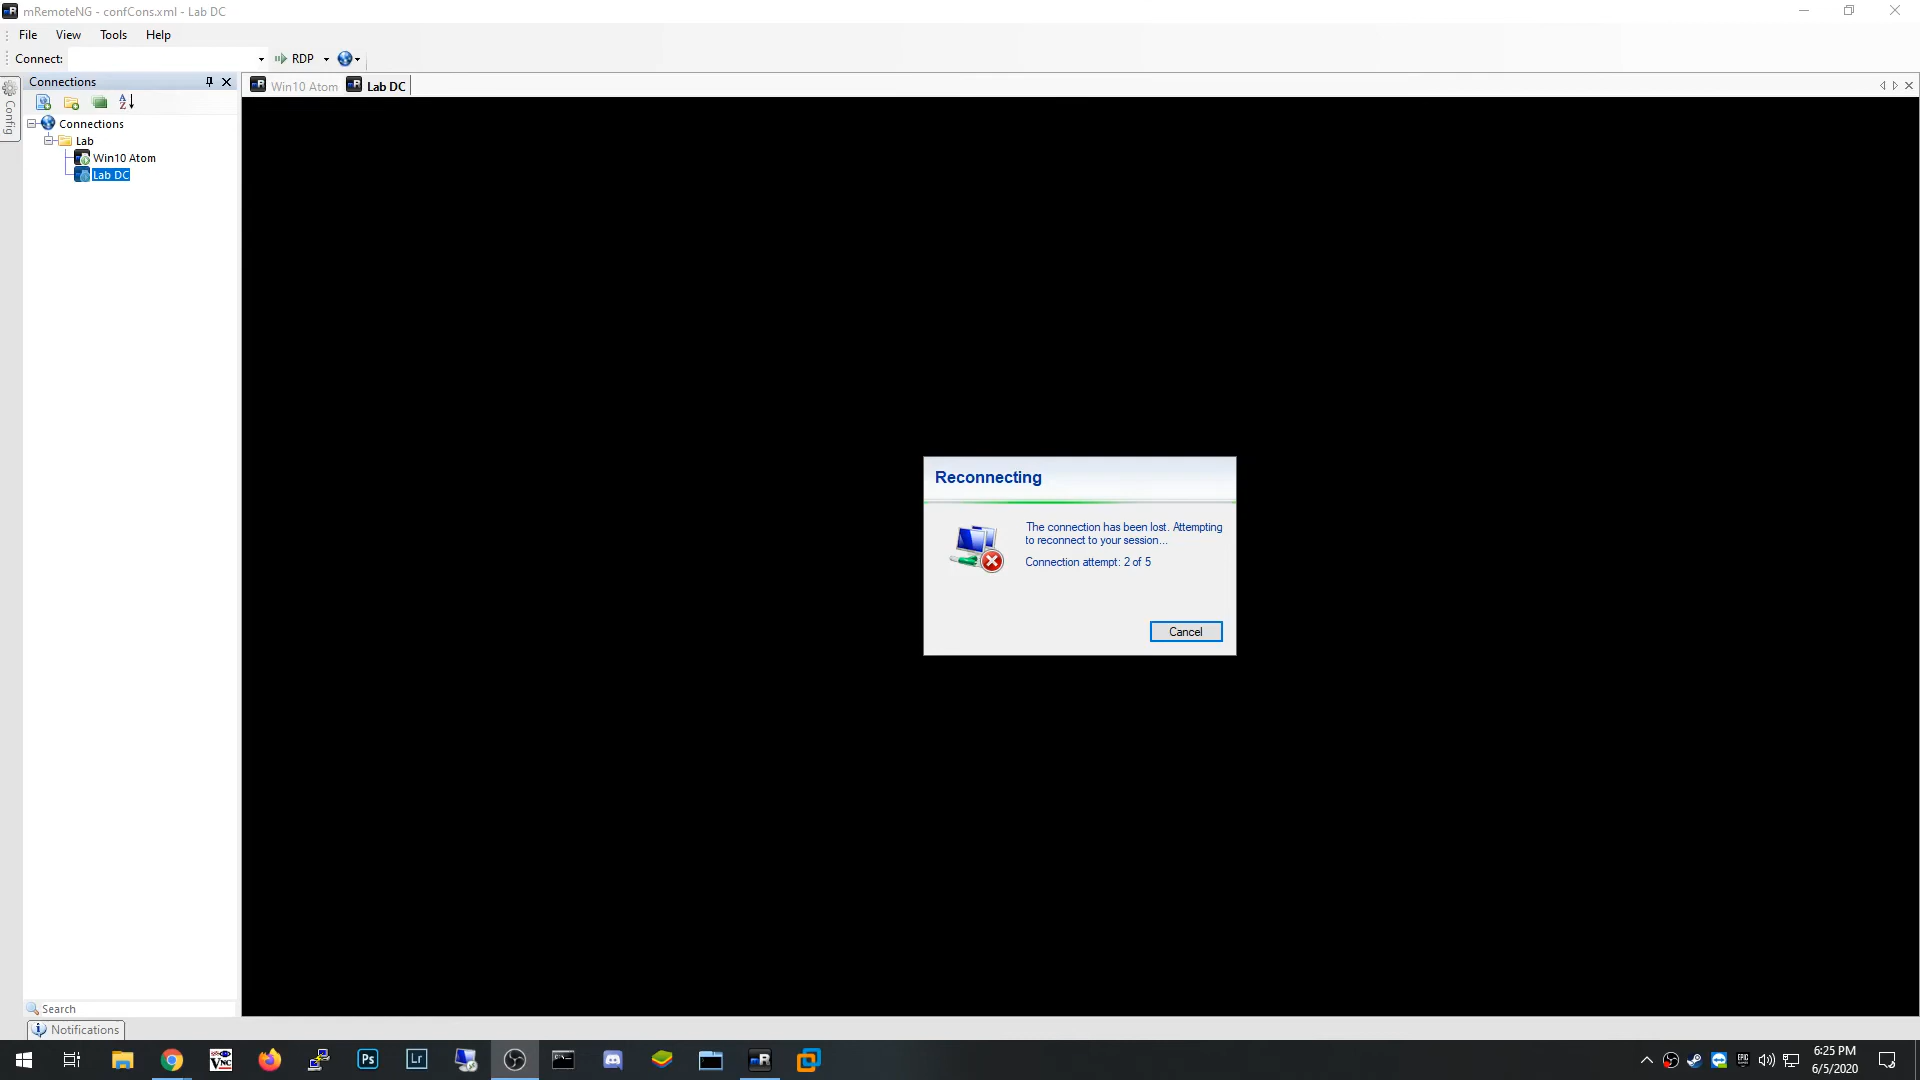 mRemoteNG - confCons.xml - Lab DC
File View Tools Help
Connect: RDP
Connections
Config
Win10 Atom Lab DC
Connections
Lab
Win10 Atom
Lab DC
Reconnecting
The connection has been lost. Attempting
to reconnect to your session...
Connection attempt: 2 of 5
Cancel
Search
Notifications
6:25 PM
6/5/2020